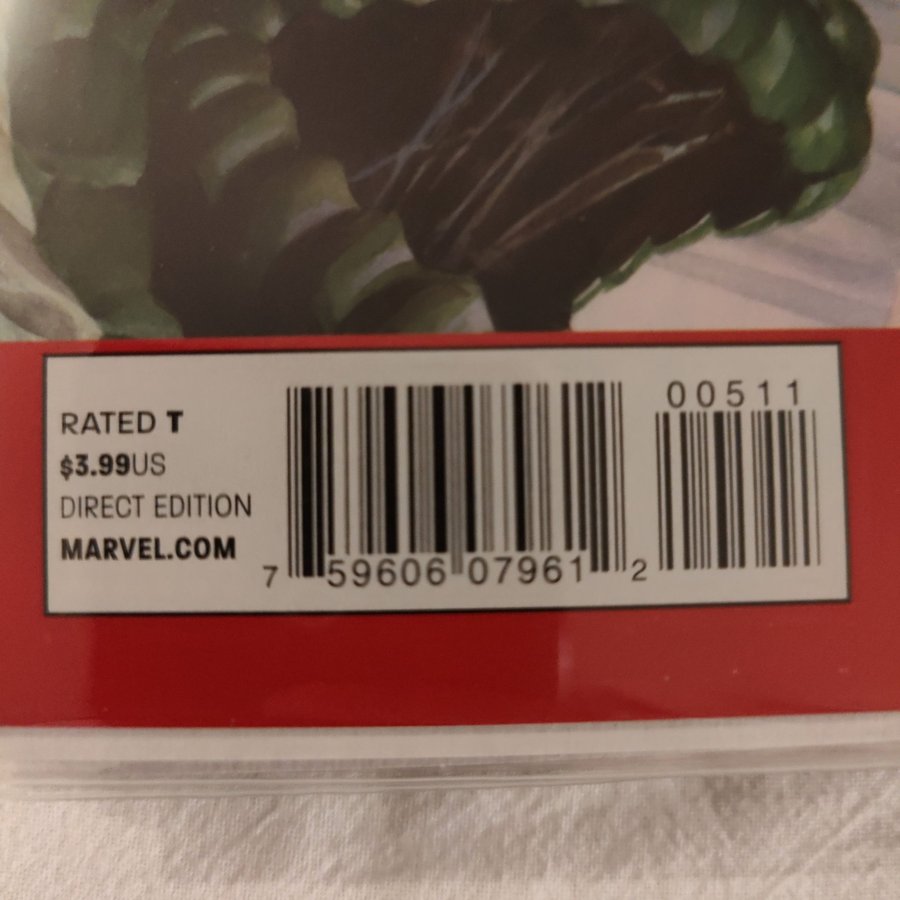 RATED T
$3.99US
DIRECT EDITION
MARVEL.COM
00511
7 59606 07961 2